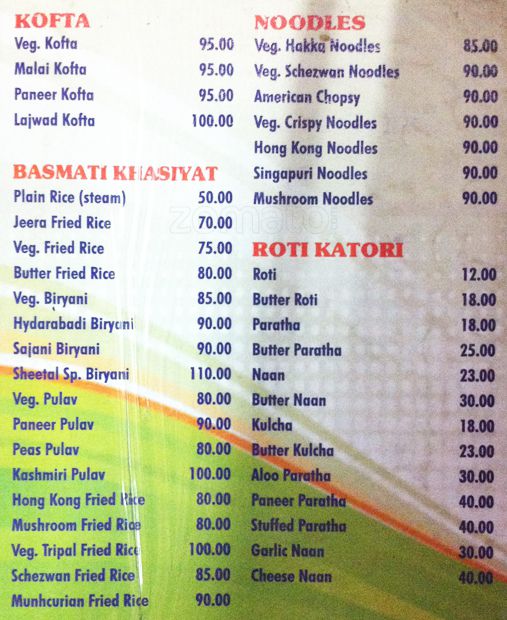 KOFTA
Veg. Kofta 95.00
Malai Kofta 95.00
Paneer Kofta 95.00
Lajwad Kofta 100.00
BASMATI KHASIYAT
Plain Rice (steam) 50.00
Jeera Fried Rice 70.00
Veg. Fried Rice 75.00
Butter Fried Rice 80.00
Veg. Biryani 85.00
Hydarabadi Biryani 90.00
Sajani Biryani 90.00
Sheetal Sp. Biryani 110.00
Veg. Pulav 80.00
Paneer Pulav 90.00
Peas Pulav 80.00
Kashmiri Pulav 100.00
Hong Kong Fried Rice 80.00
Mushroom Fried Rice 80.00
Veg. Tripal Fried Rice 100.00
Schezwan Fried Rice 85.00
Munhcurian Fried Rice 90.00
NOODLES
Veg. Hakka Noodles 85.00
Veg. Schezwan Noodles 90.00
American Chopsy 90.00
Veg. Crispy Noodles 90.00
Hong Kong Noodles 90.00
Singapuri Noodles 90.00
Mushroom Noodles 90.00
ROTI KATORI
Roti 12.00
Butter Roti 18.00
Paratha 18.00
Butter Paratha 25.00
Naan 23.00
Butter Naan 30.00
Kulcha 18.00
Butter Kulcha 23.00
Aloo Paratha 30.00
Paneer Paratha 40.00
Stuffed Paratha 40.00
Garlic Naan 30.00
Cheese Naan 40.00
zomato